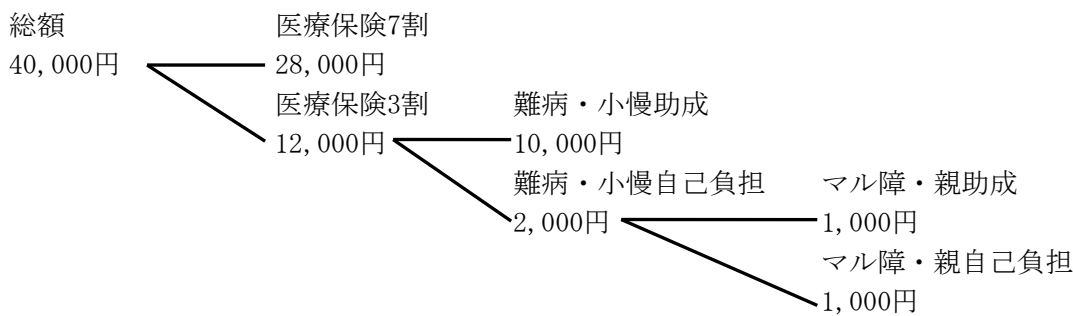 総額 医療保険7割
40,000円 28,000円
医療保険3割 難病・小慢助成
12,000円 10,000円
難病・小慢自己負担 マル障・親助成
2,000円 1,000円
マル障・親自己負担
1,000円